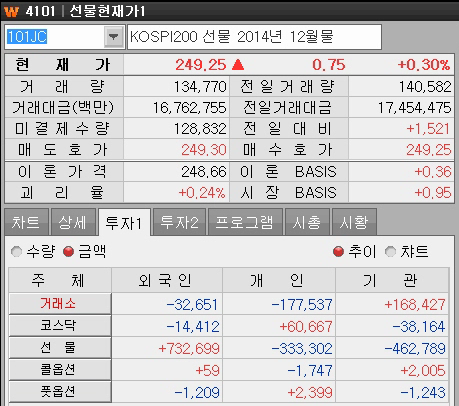 W 4101 | 선물현재가1
101JC KOSPI200 선물 2014년 12월물
현 재 가 249.25 ▲ 0.75 +0.30%
거 래 량 134,770 전 일 거 래 량 140,582
거래대금(백만) 16,762,755 전일거래대금 17,454,475
미 결 제 수 량 128,832 전 일 대 비 +1,521
매 도 호 가 249.30 매 수 호 가 249.25
이 론 가 격 248.66 이 론 BASIS +0.36
괴 리 율 +0.24% 시 장 BASIS +0.95
차트 상세 투자1 투자2 프로그램 시총 시황
수량 금액 추이 챠트
주 체 외 국 인 개 인 기 관
거래소 -32,651 -177,537 +168,427
코스닥 -14,412 +60,667 -38,164
선 물 +732,699 -333,302 -462,789
콜옵션 +59 -1,747 +2,005
풋옵션 -1,209 +2,399 -1,243